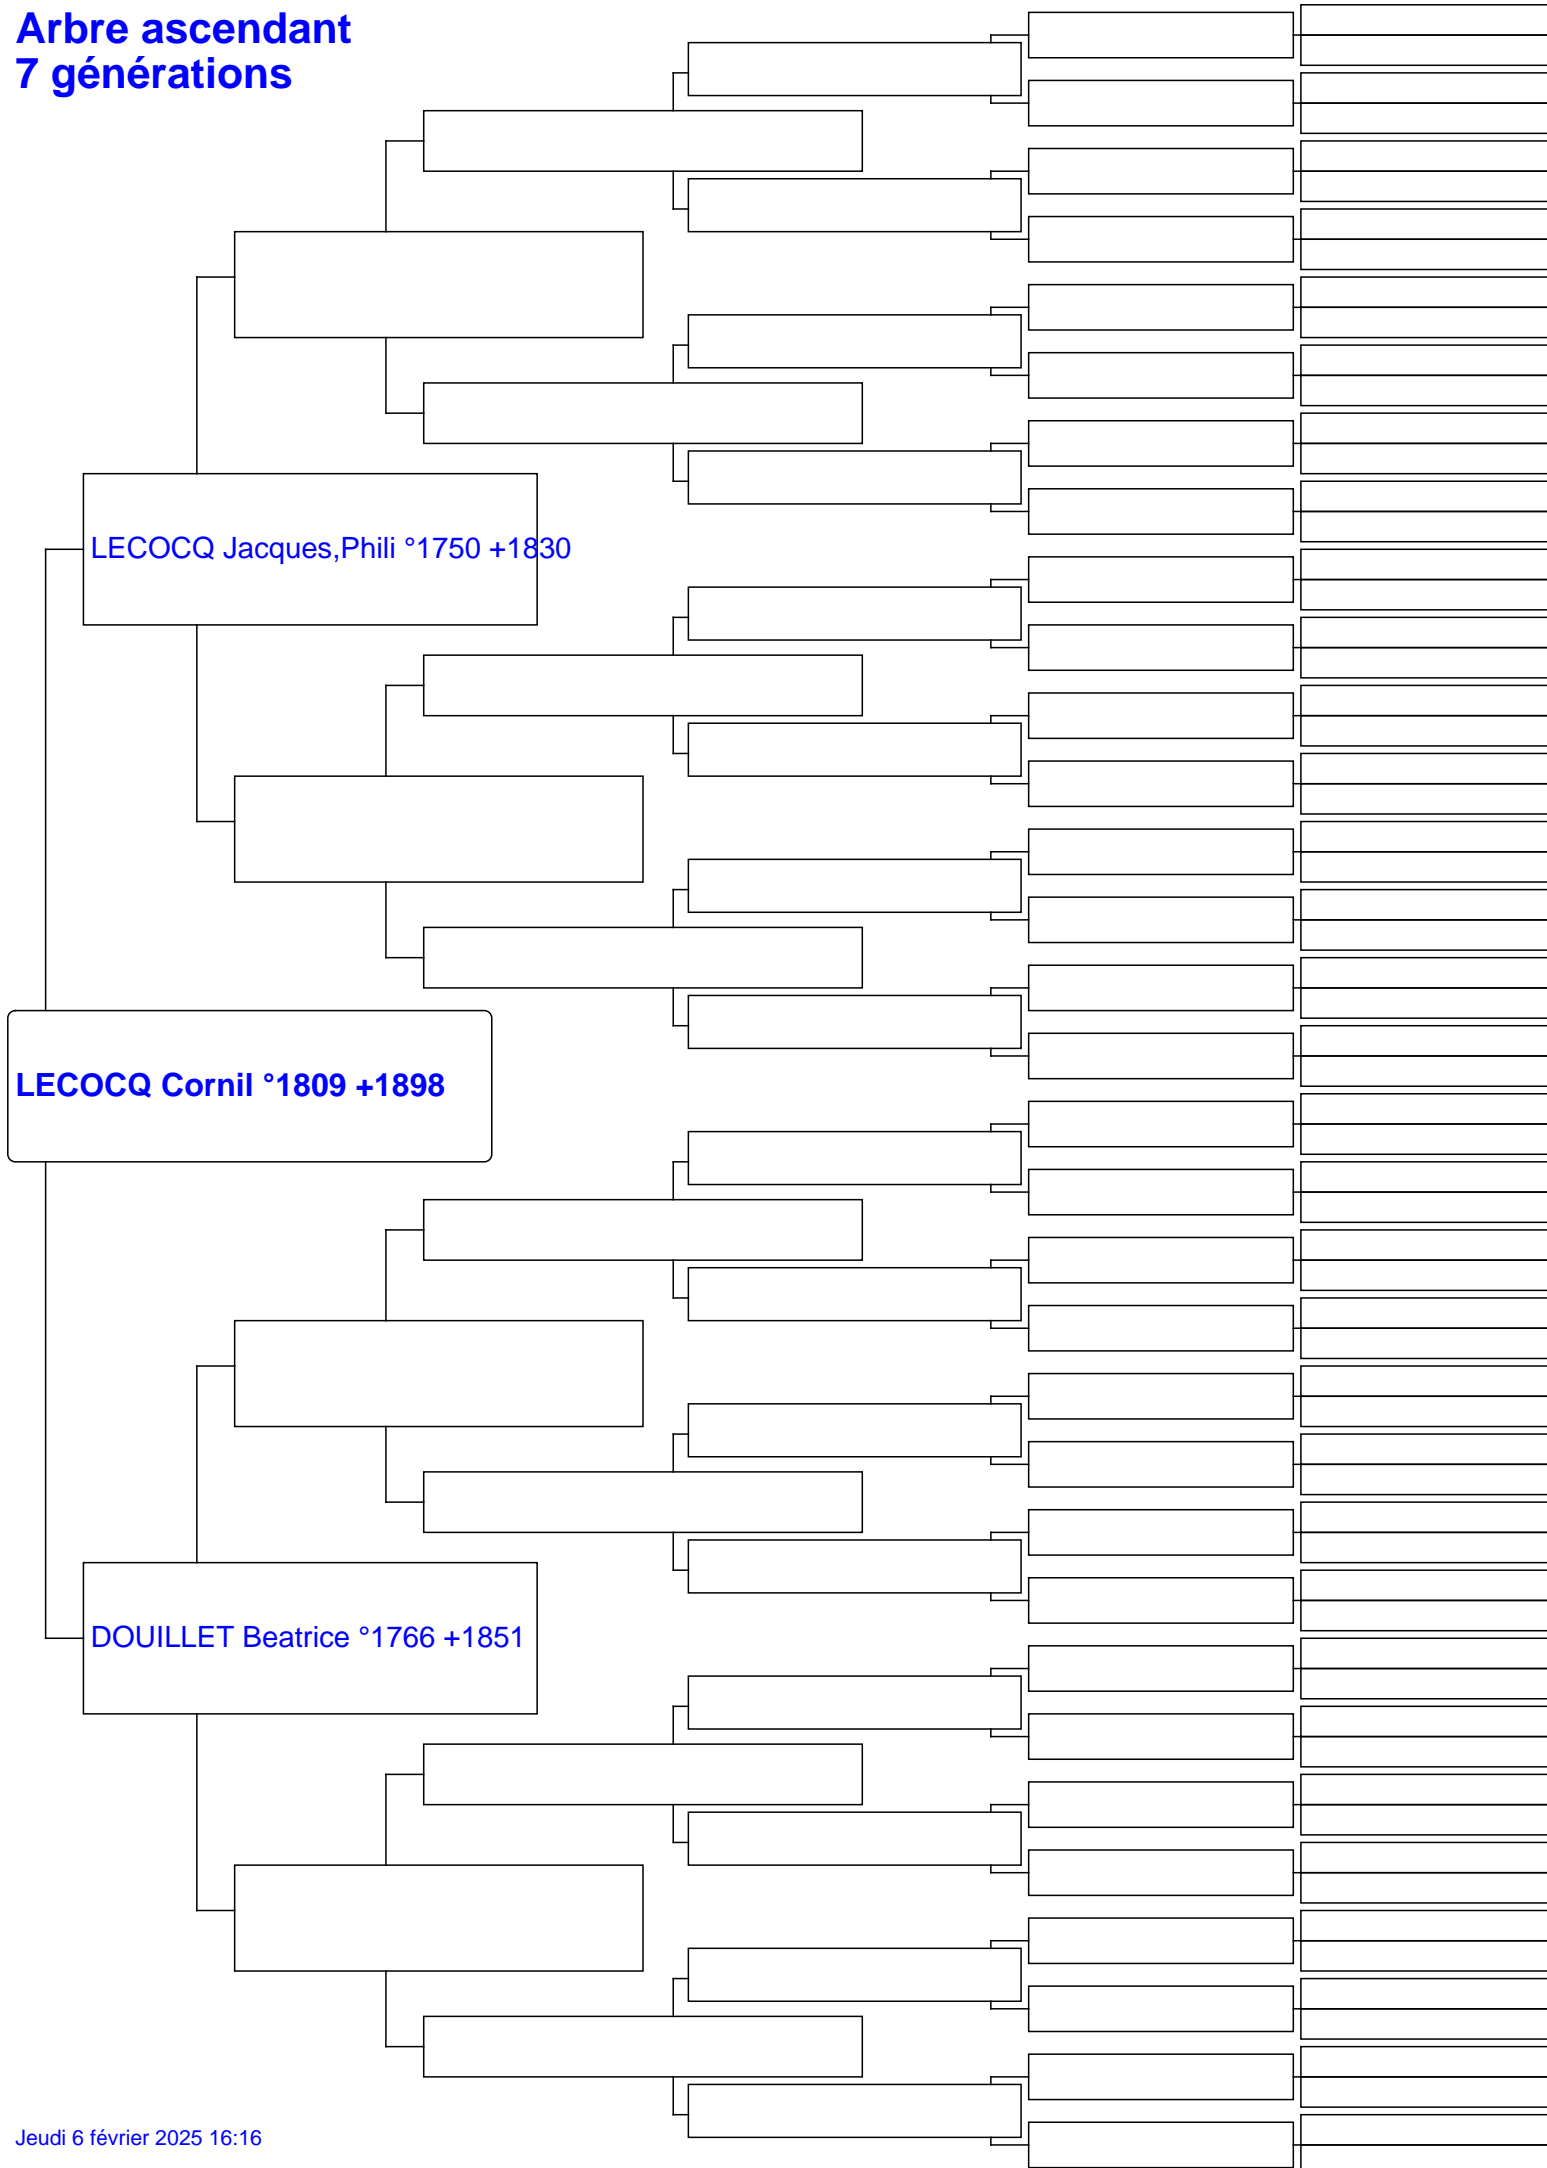 Arbre ascendant
7 générations
LECOCQ Jacques,Phili °1750 +1830
LECOCQ Cornil °1809 +1898
DOUILLET Beatrice °1766 +1851
Jeudi 6 février 2025 16:16